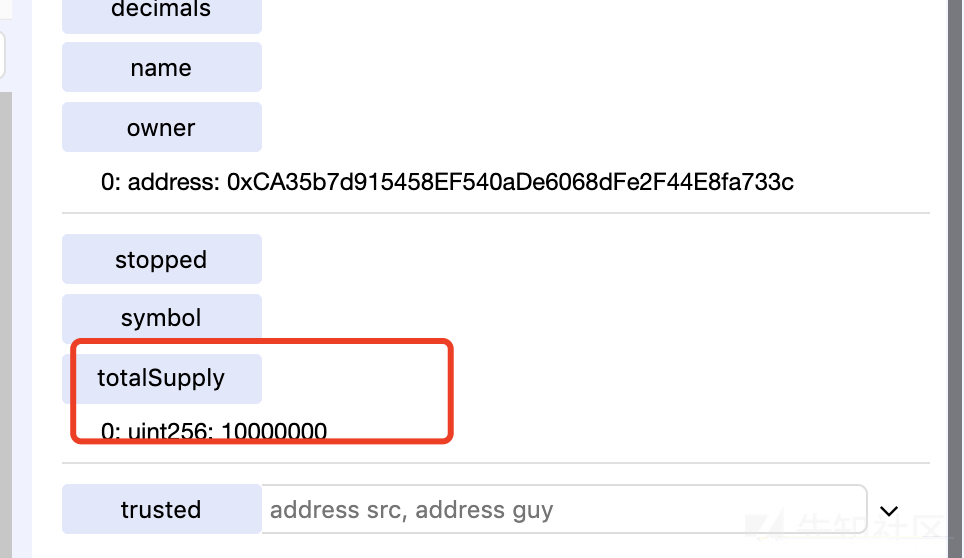 decimals
name
owner
0: address: 0xCA35b7d915458EF540aDe6068dFe2F44E8fa733c
stopped
symbol
totalSupply
0: uint256: 10000000
trusted address src, address guy
先知社区